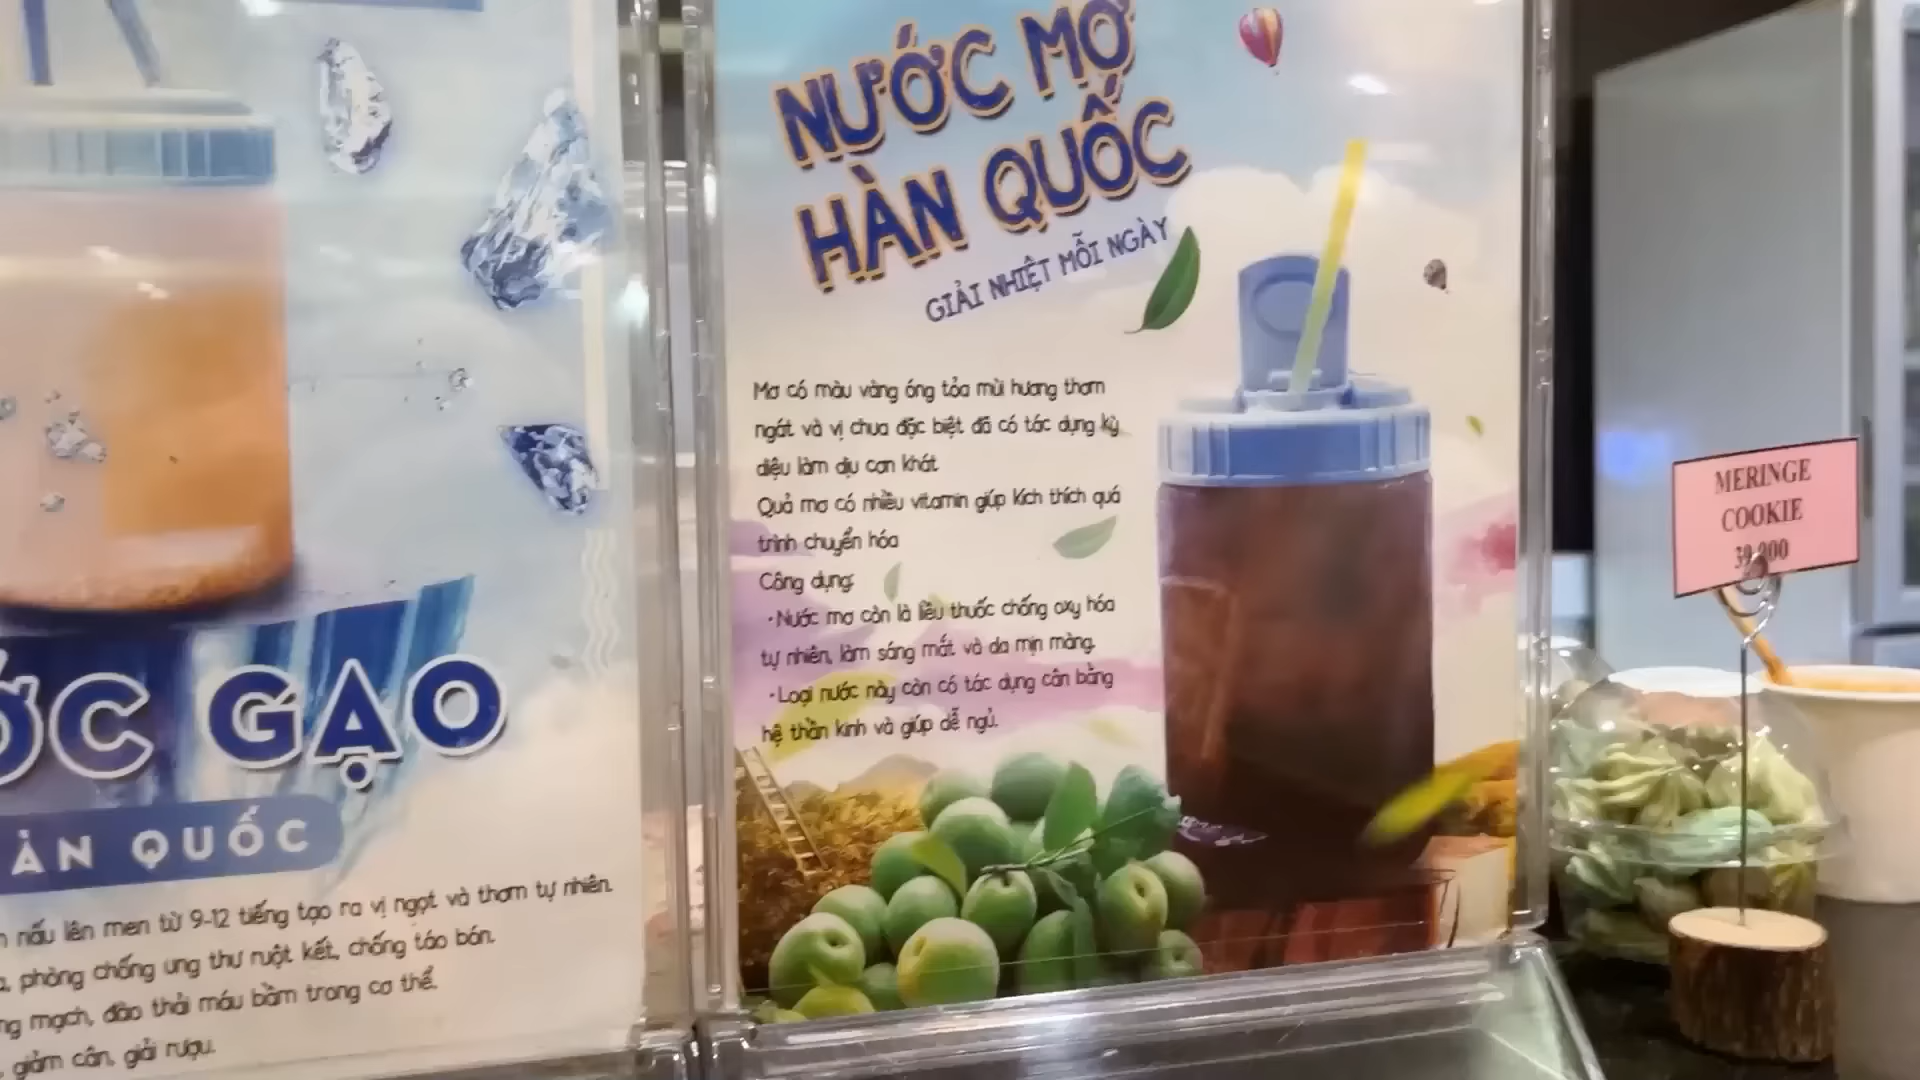 NƯỚC MƠ
HÀN QUỐC
GIẢI NHIỆT MỖI NGÀY
Mơ có màu vàng óng tỏa mùi hương thơm
ngát và vị chua đặc biệt đã có tác dụng kỳ
diệu làm dịu cơn khát
Quả mơ có nhiều vitamin giúp kích thích quá
trình chuyển hóa
Công dụng:
•Nước mơ còn là liều thuốc chống oxy hóa
tự nhiên, làm sáng mắt và da mịn màng.
•Loại nước này còn có tác dụng cân bằng
hệ thần kinh và giúp dễ ngủ.
GẠO
QUỐC
nấu lên men từ 9-12 tiếng tạo ra vị ngọt và thơm tự nhiên.
phòng chống ung thư ruột kết, chống táo bón.
mạch, đào thải máu bầm trong cơ thể.
giảm cân, giải rượu.
MERINGE
COOKIE